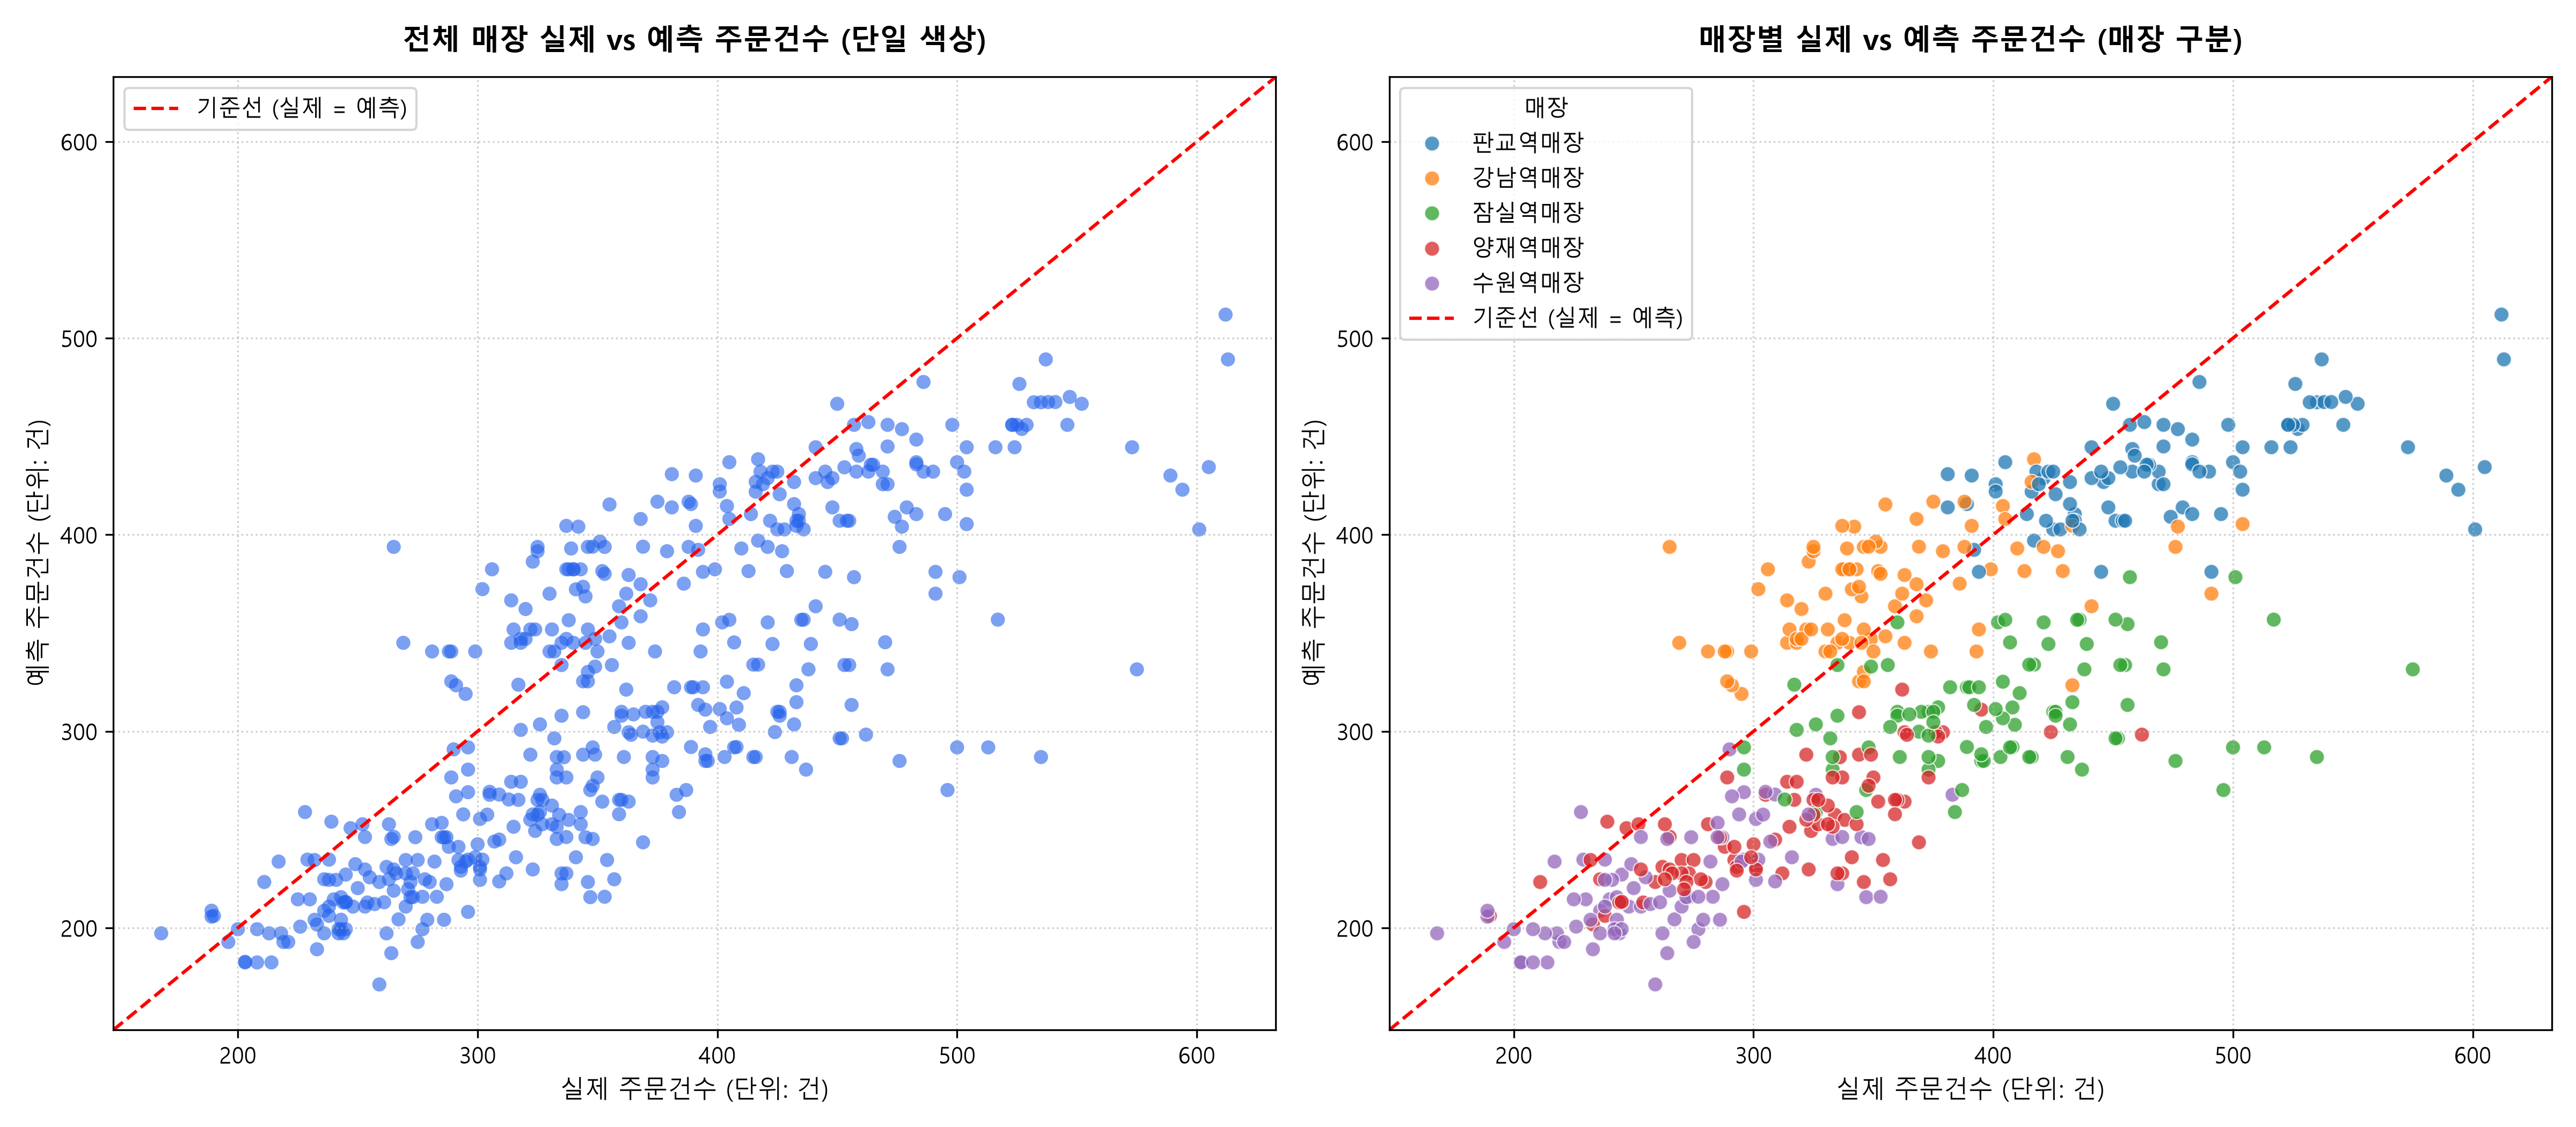 전체 매장 실제 vs 예측 주문건수 (단일 색상)
기준선 (실제 = 예측)
600
500
400
300
200
200 300 400 500 600
예측 주문건수 (단위: 건)
실제 주문건수 (단위: 건)
매장별 실제 vs 예측 주문건수 (매장 구분)
매장
판교역매장
강남역매장
잠실역매장
양재역매장
수원역매장
기준선 (실제 = 예측)
600
500
400
300
200
200 300 400 500 600
예측 주문건수 (단위: 건)
실제 주문건수 (단위: 건)